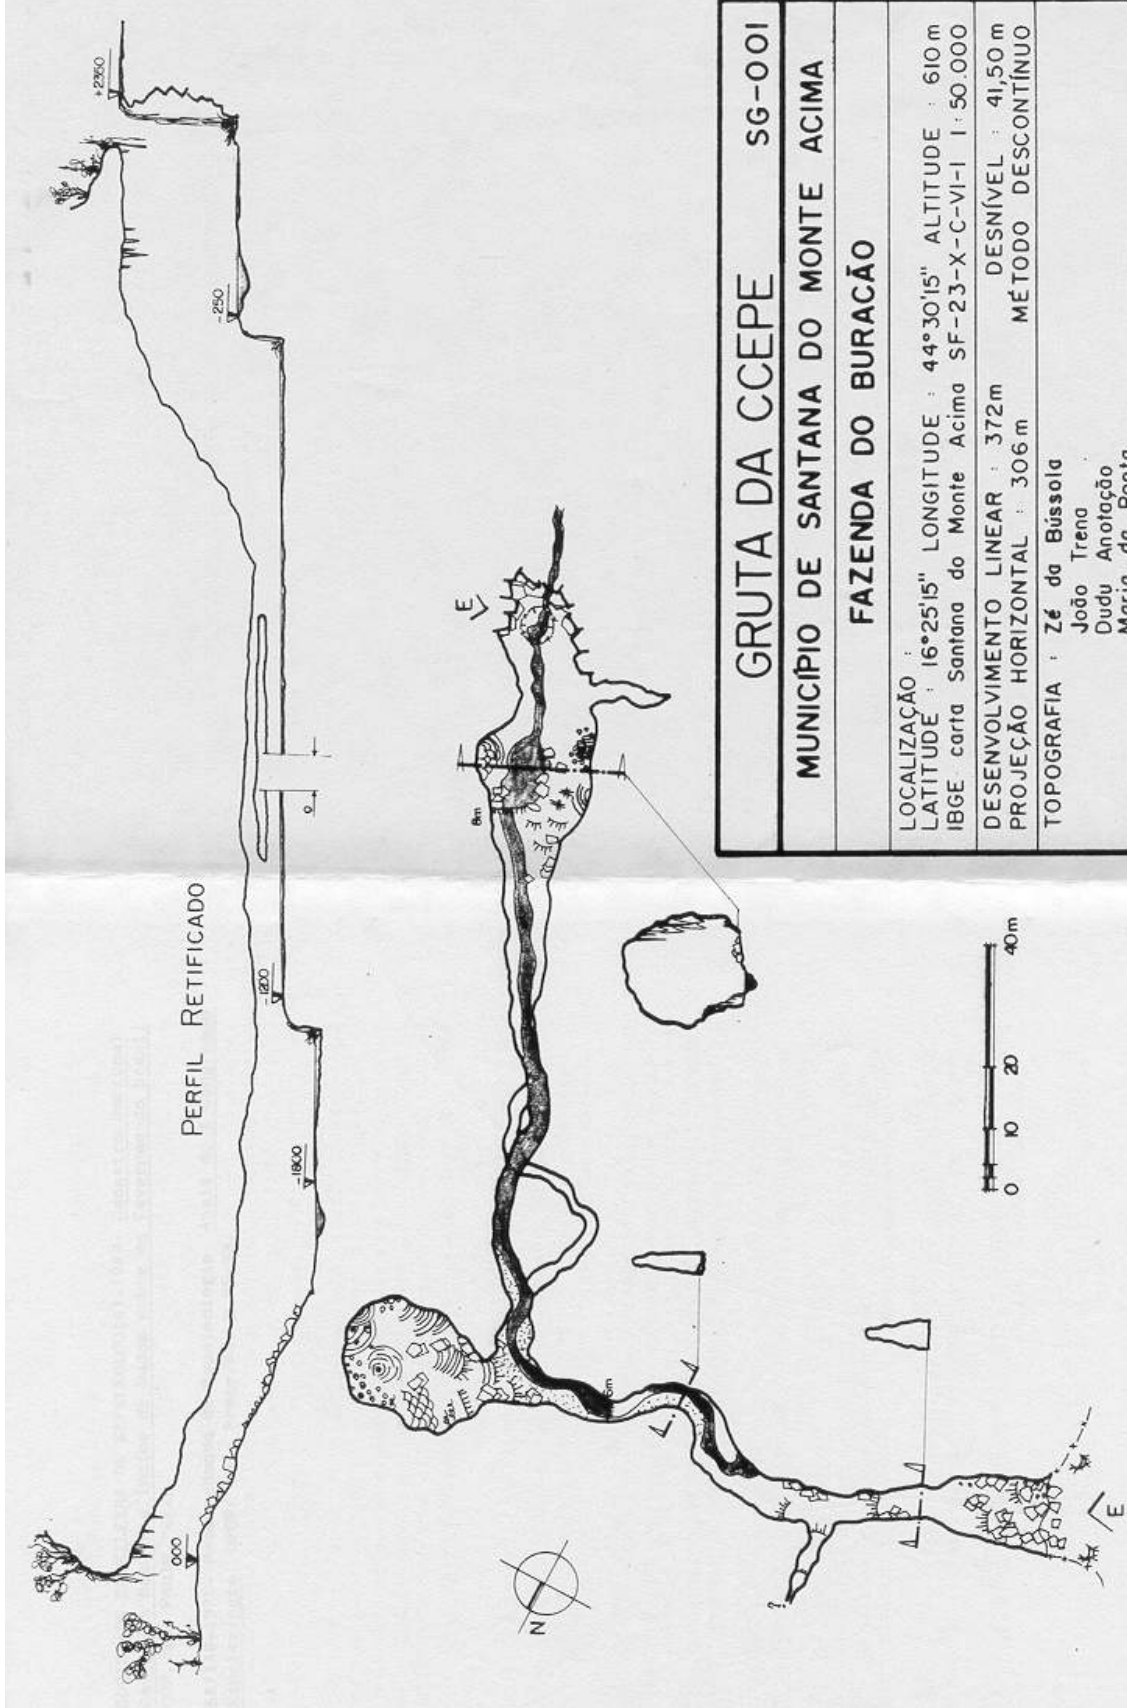 GRUTA DA CCEPE SG-001
MUNICÍPIO DE SANTANA DO MONTE ACIMA
FAZENDA DO BURACÃO
LOCALIZAÇÃO :
LATITUDE : 16°25'15" LONGITUDE : 44°30'15" ALTITUDE : 610 m
IBGE carta Santana do Monte Acima SF-23-X-C-VI-I 1:50.000
DESENVOLVIMENTO LINEAR : 372m DESNÍVEL : 41,50 m
PROJEÇÃO HORIZONTAL : 306 m MÉTODO DESCONTÍNUO
TOPOGRAFIA : Zé da Bússola
João Trena
Dudu Anotação
PERFIL RETIFICADO
000
-1800
-1200
-250
+2350
E
8m
N
?
E
0 10 20 40m